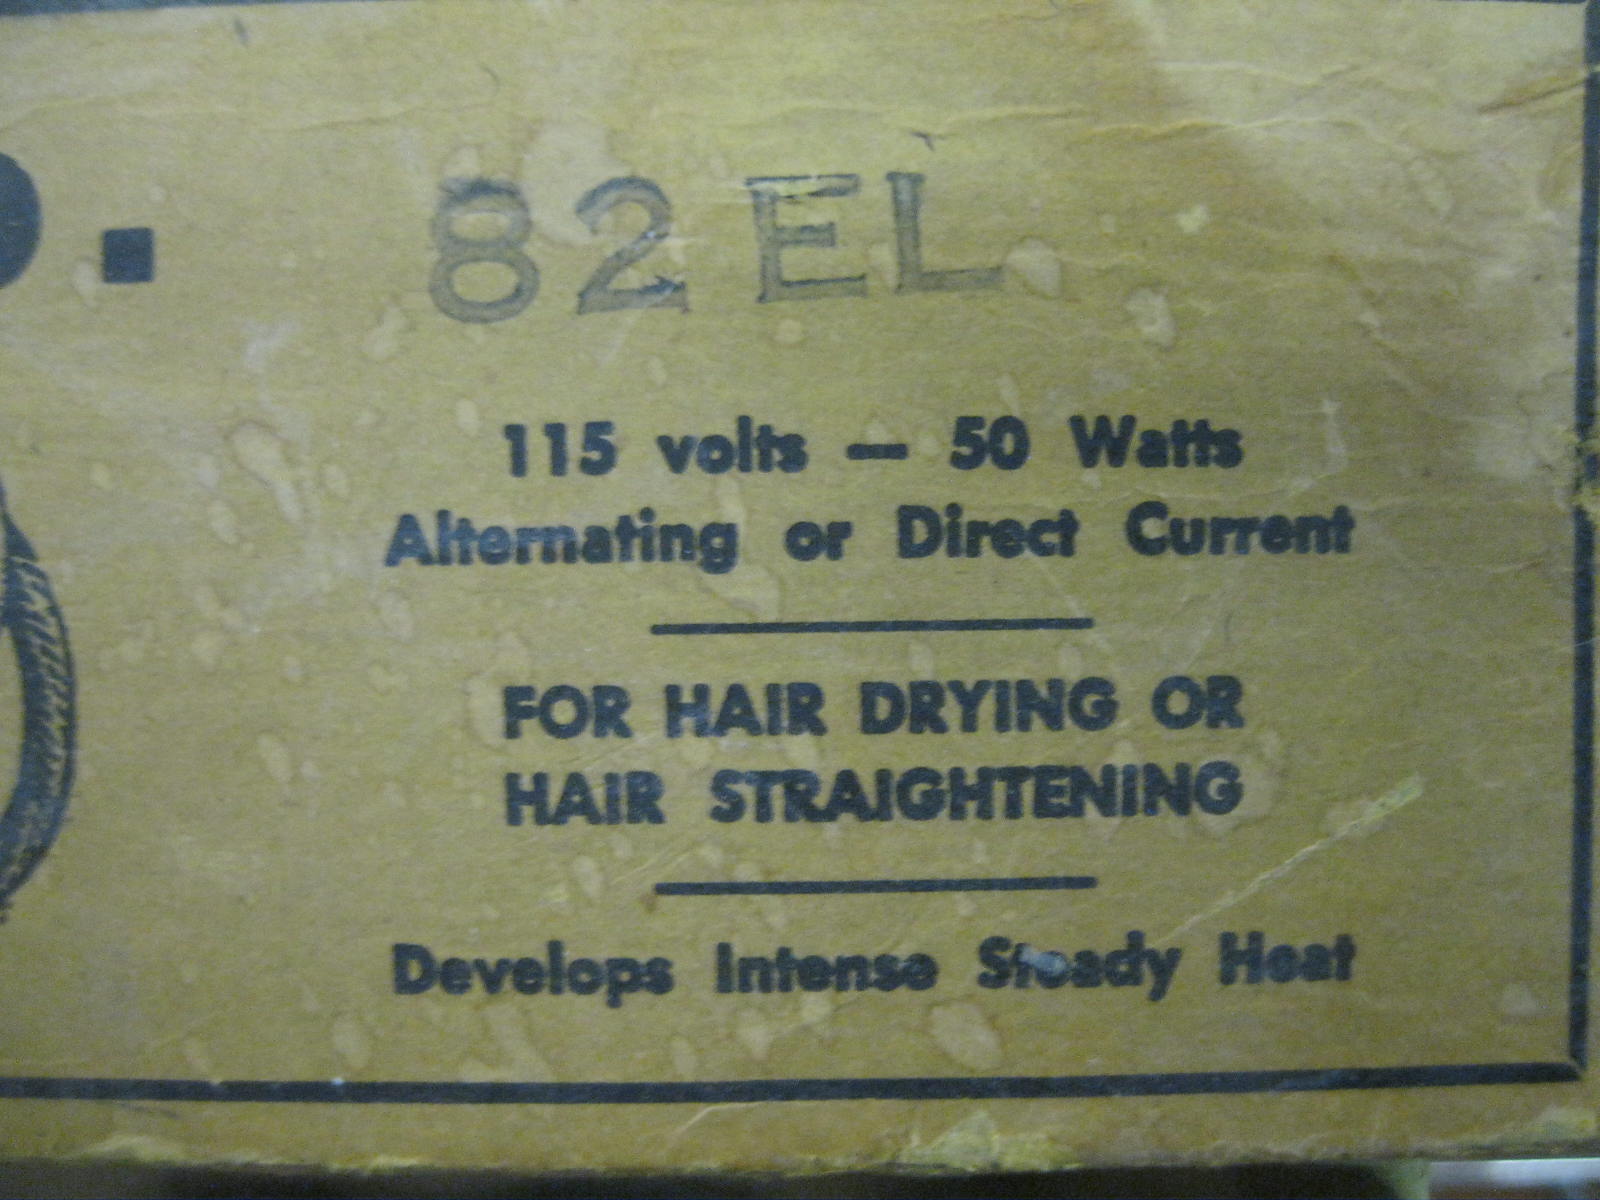 82 EL
115 volts — 50 Watts
Alternating or Direct Current
FOR HAIR DRYING OR
HAIR STRAIGHTENING
Develops Intense Steady Heat